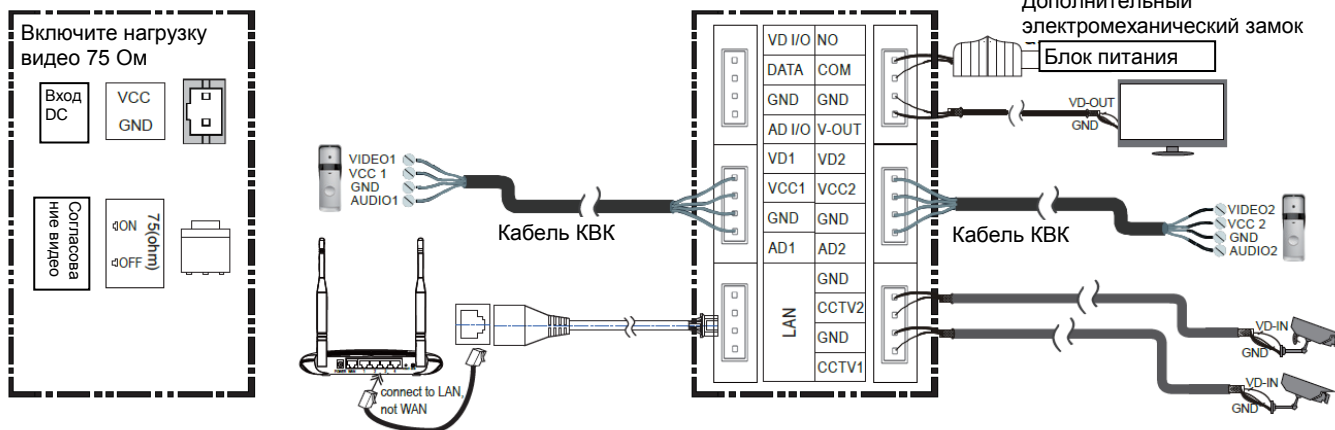 Включите нагрузку
видео 75 Ом
Вход
DC
VCC
GND
Согласова
ние видео
ON
OFF
75(ohm)
VIDEO1
VCC 1
GND
AUDIO1
Кабель КВК
connect to LAN,
not WAN
VD I/O NO
DATA COM
GND GND
AD I/O V-OUT
VD1 VD2
VCC1 VCC2
GND GND
AD1 AD2
LAN
GND
CCTV2
GND
CCTV1
Дополнительный
электромеханический замок
Блок питания
VD-OUT
GND
Кабель КВК
VIDEO2
VCC 2
GND
AUDIO2
VD-IN
GND
VD-IN
GND